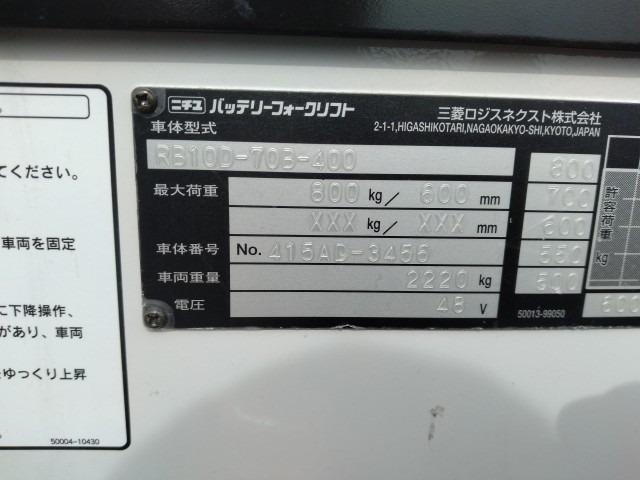 ニチユ バッテリーフォークリフト
三菱ロジスネクスト株式会社
2-1-1,HIGASHIKOTARI,NAGAOKAKYO-SHI,KYOTO,JAPAN
車体型式
RB10D-70B-400
最大荷重 800 kg/ 600 mm
XXX kg/ XXX mm
車体番号 No. 415AD-3456
車両重量 2220 kg
電圧 48 V
50013-99050
800
700
600
550
500
許容荷重
kg
600
てください。
車両を固定
に下降操作、
があり、車両
ゆっくり上昇
50004-10430